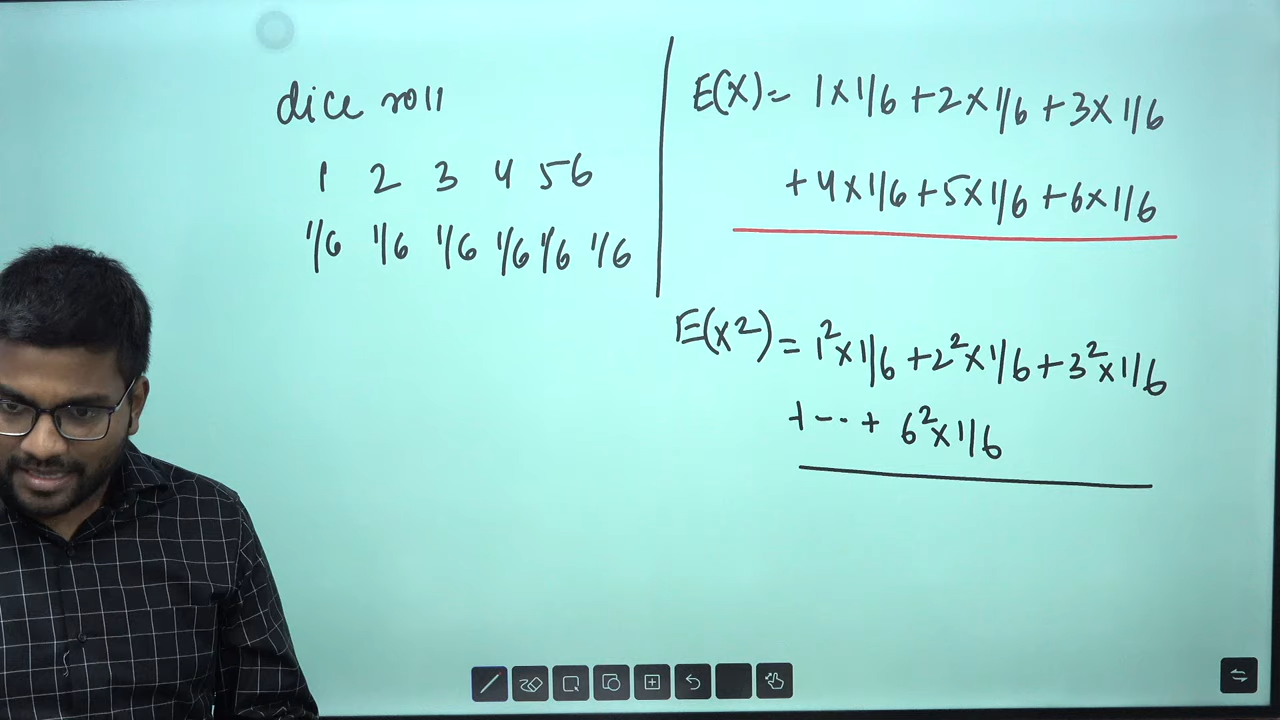 dice roll
1 2 3 4 5 6
1/6 1/6 1/6 1/6 1/6 1/6
E(X)= 1×1/6 +2×1/6 +3×1/6
+4×1/6 +5×1/6 +6×1/6
E(x²) = 1²×1/6 +2²×1/6 +3²×1/6
+--+ 6²×1/6